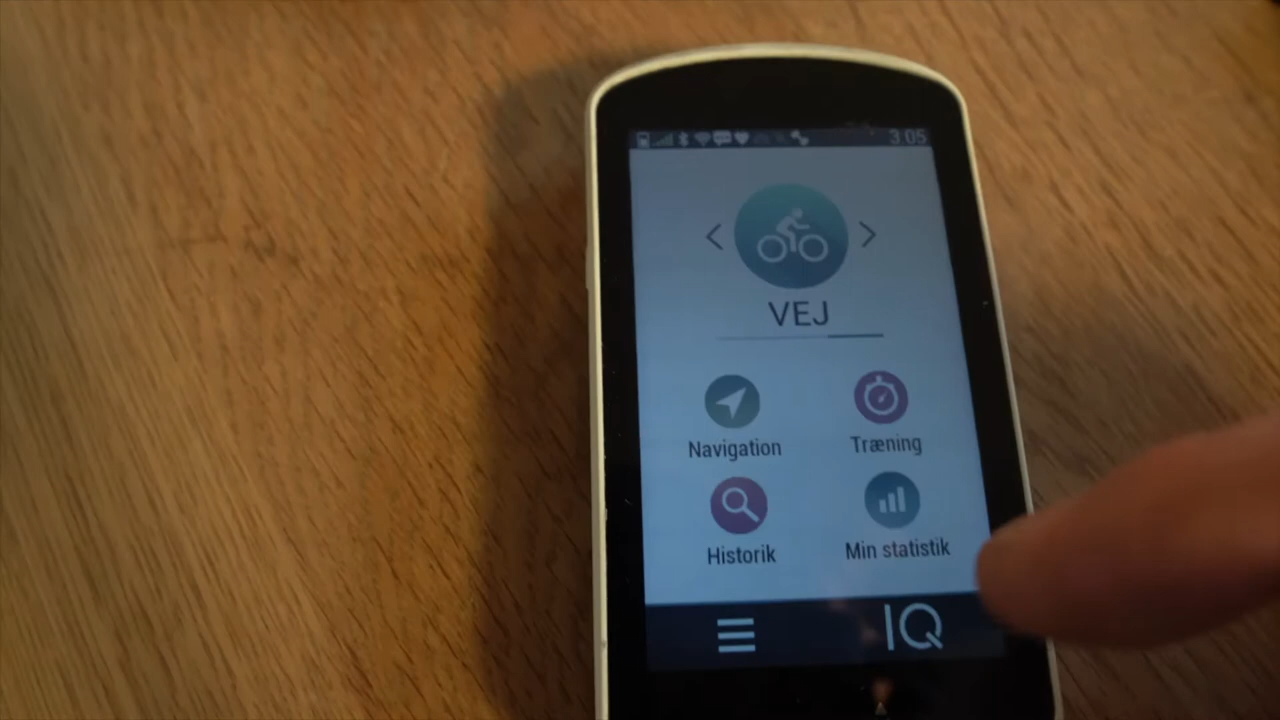 3.05
VEJ
Navigation
Træning
Historik
Min statistik
IQ